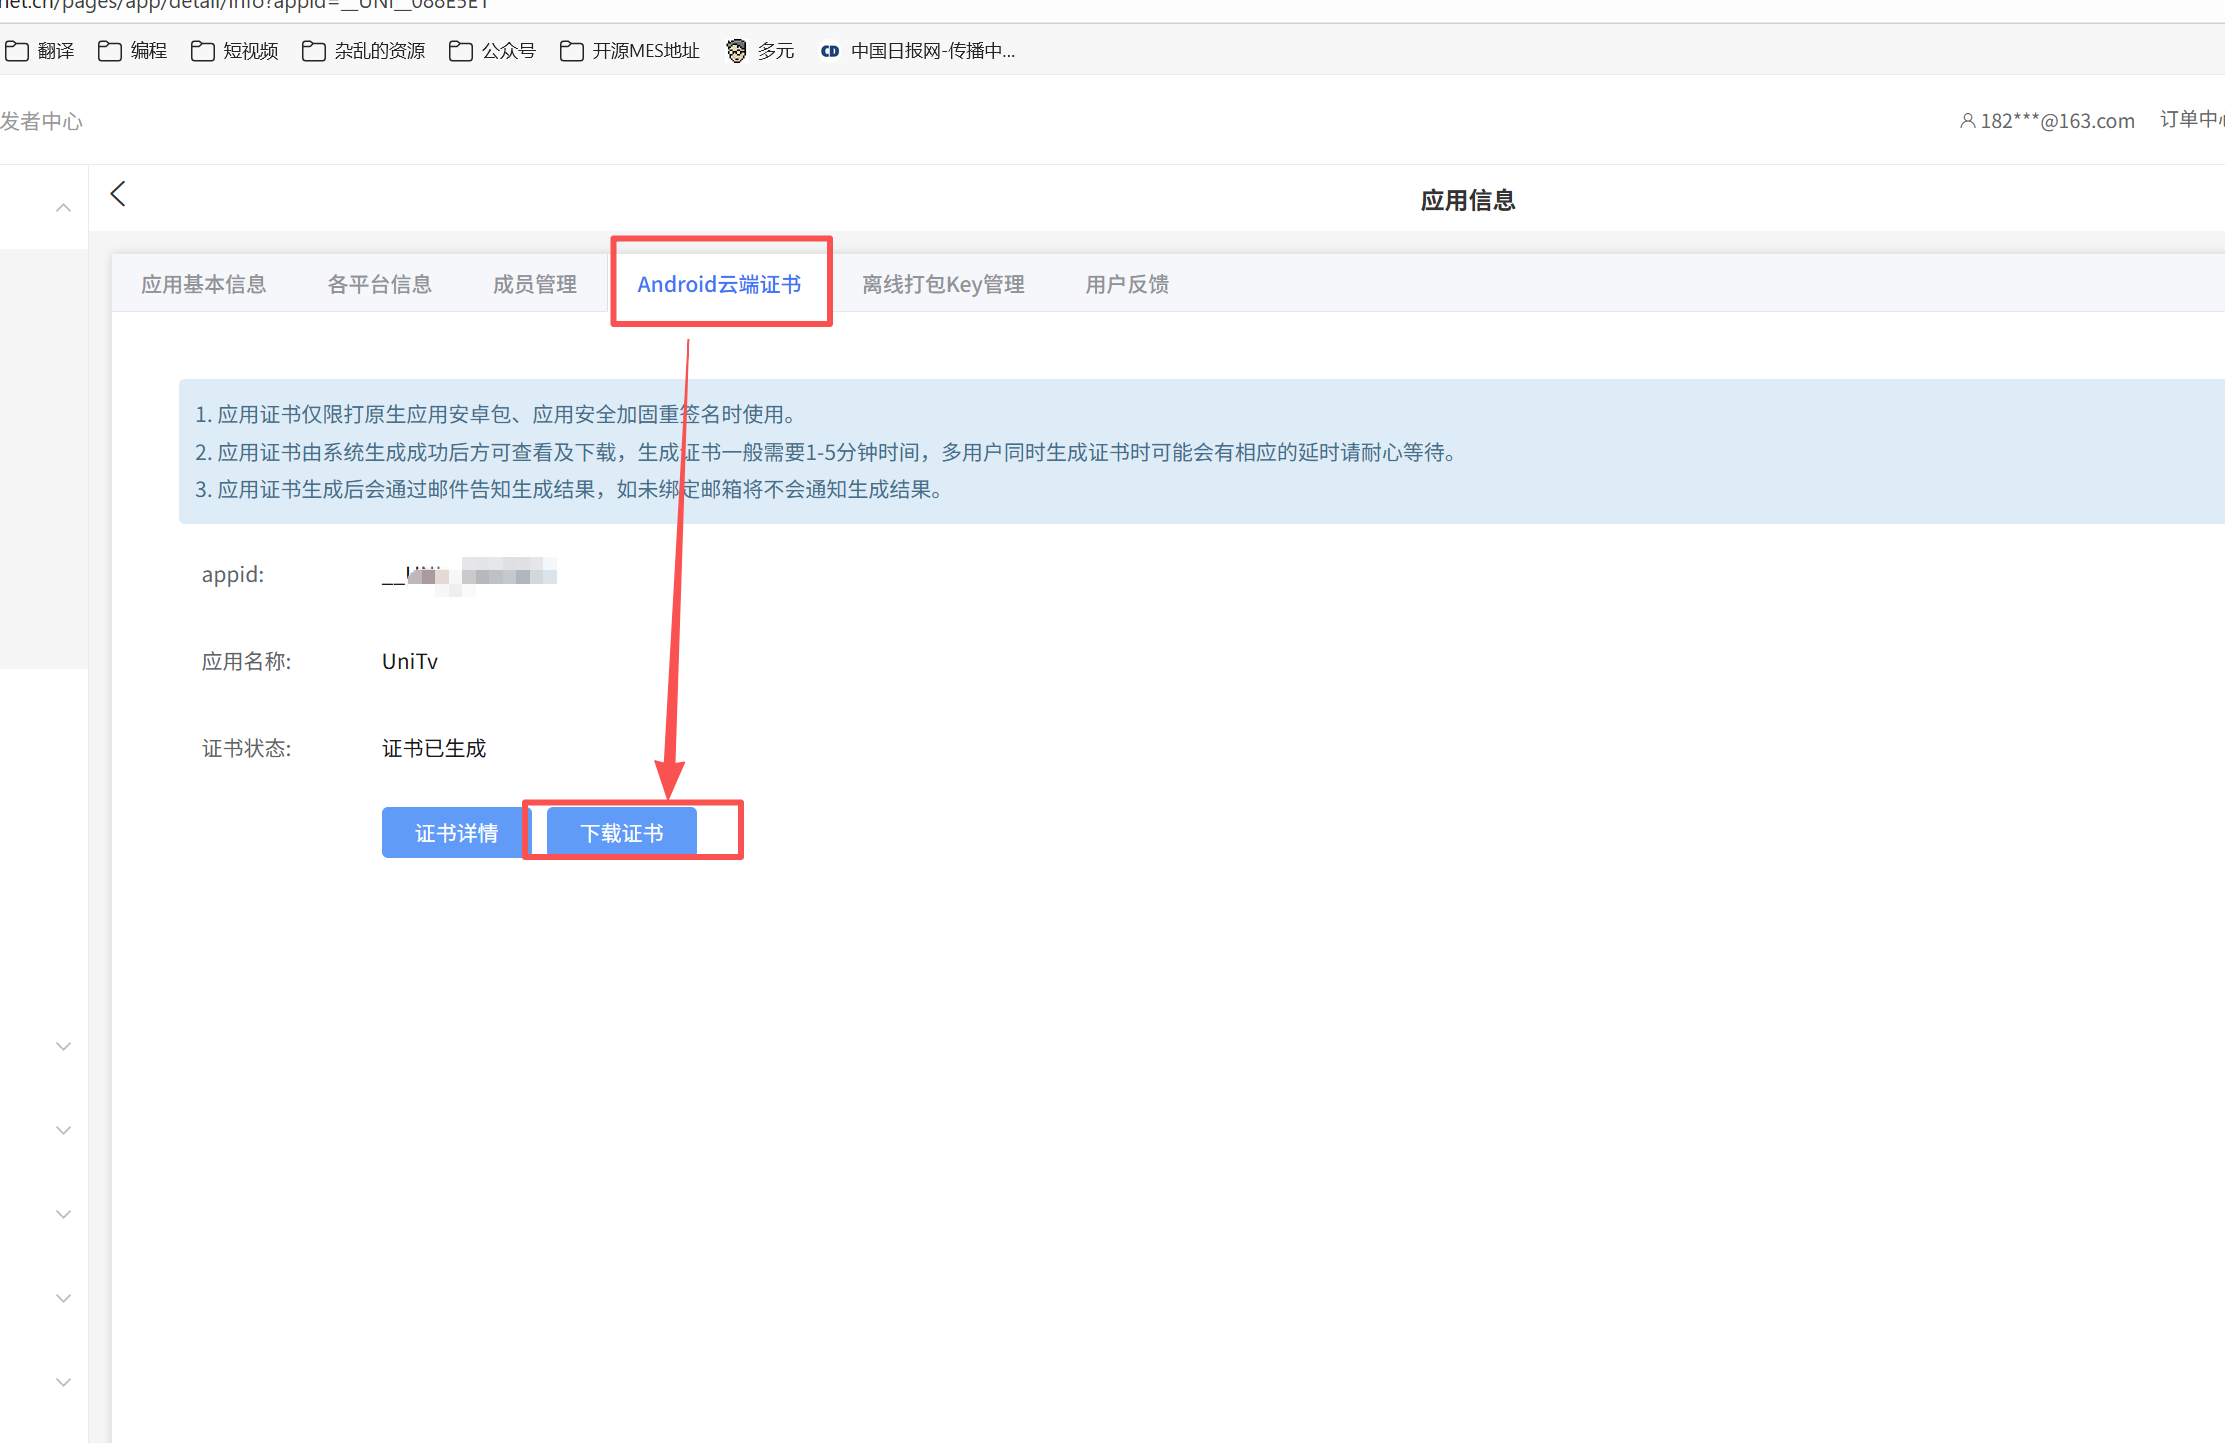 net.cn/pages/app/detail/info?appid=__UNI__088E5E1
翻译 编程 短视频 杂乱的资源 公众号 开源MES地址 多元 CD 中国日报网-传播中...
发者中心 182***@163.com 订单中心
应用信息
应用基本信息 各平台信息 成员管理 Android云端证书 离线打包Key管理 用户反馈
1. 应用证书仅限打原生应用安卓包、应用安全加固重签名时使用。
2. 应用证书由系统生成成功后方可查看及下载，生成证书一般需要1-5分钟时间，多用户同时生成证书时可能会有相应的延时请耐心等待。
3. 应用证书生成后会通过邮件告知生成结果，如未绑定邮箱将不会通知生成结果。
appid:
应用名称: UniTv
证书状态: 证书已生成
证书详情 下载证书